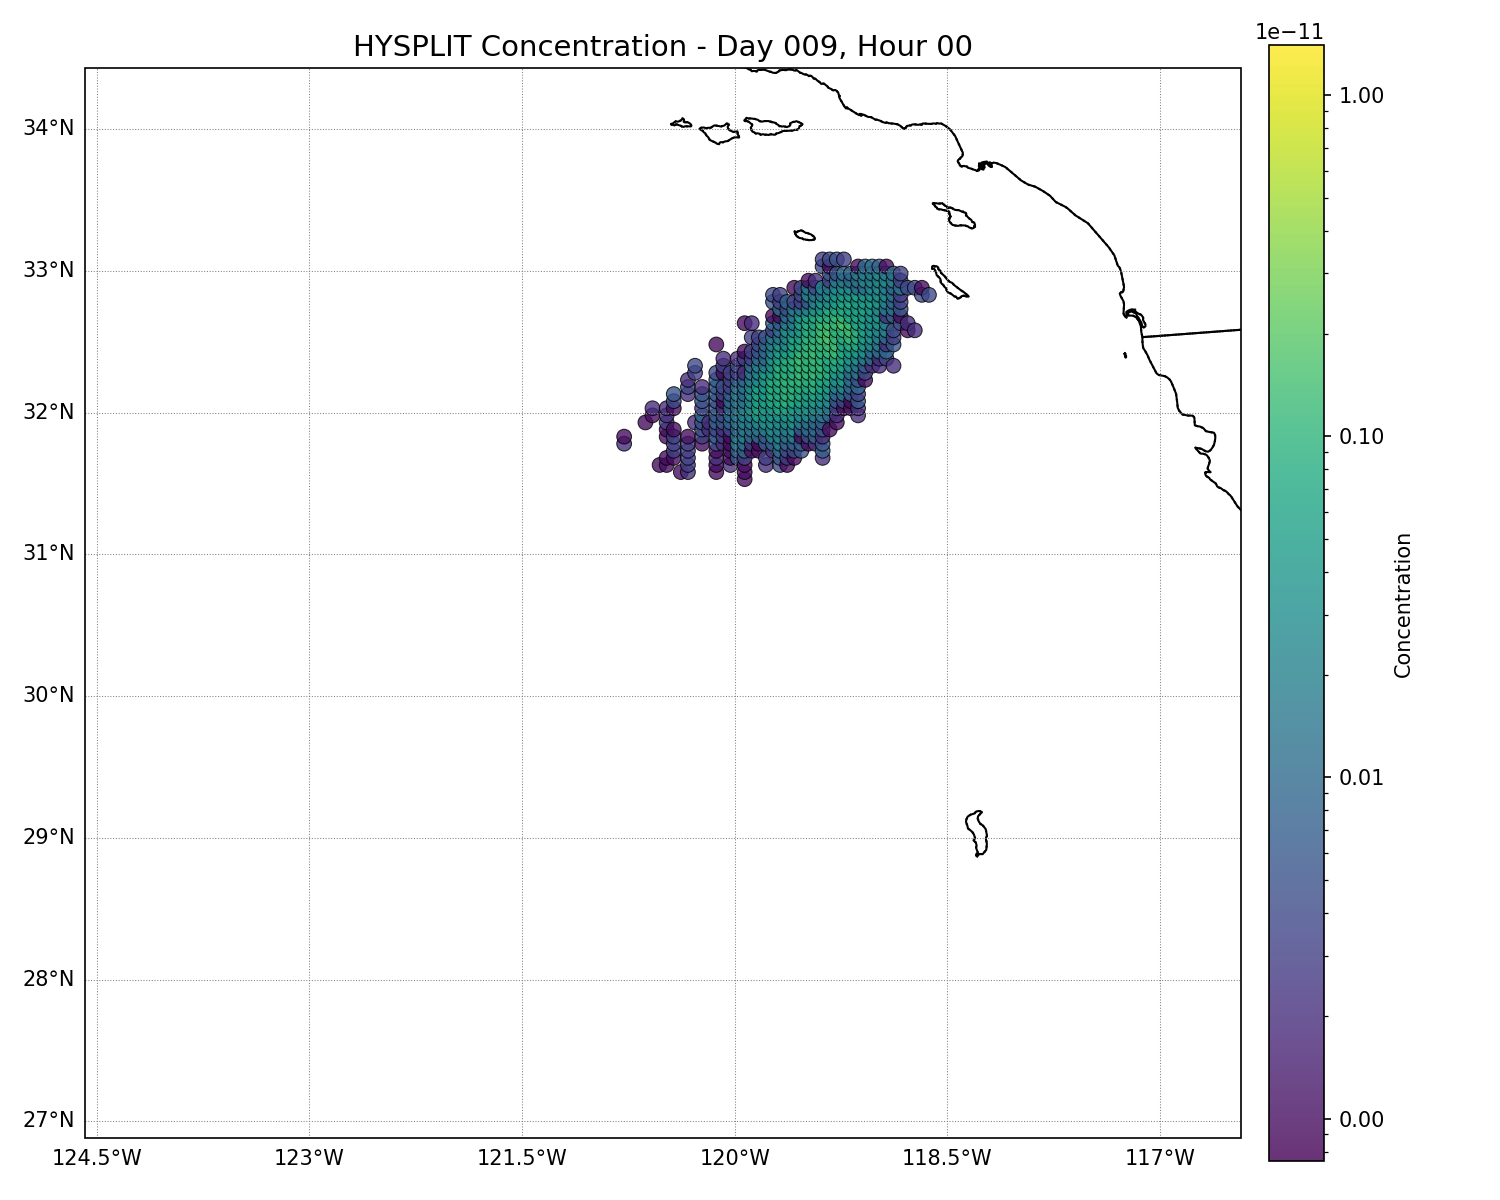 HYSPLIT Concentration - Day 009, Hour 00
1e−11
34°N
33°N
32°N
31°N
30°N
29°N
28°N
27°N
124.5°W
123°W
121.5°W
120°W
118.5°W
117°W
1.00
0.10
0.01
0.00
Concentration